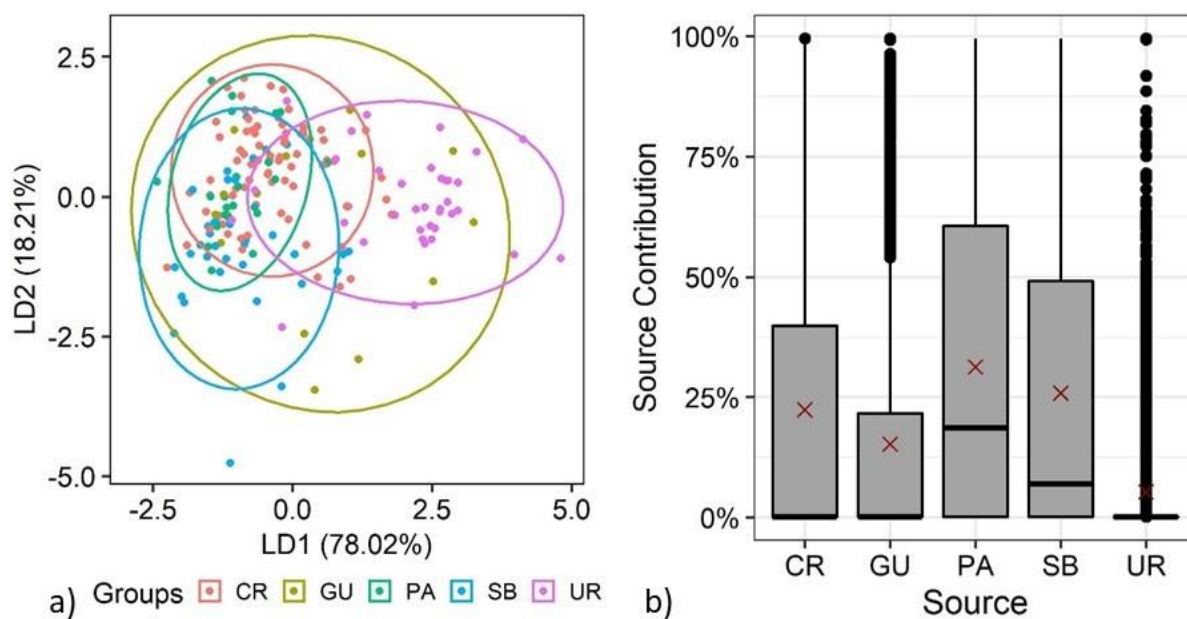 2.5
0.0
-2.5
-5.0
LD2 (18.21%)
-2.5 0.0 2.5 5.0
LD1 (78.02%)
a) Groups CR GU PA SB UR
100%
75%
50%
25%
0%
Source Contribution
CR GU PA SB UR
b) Source